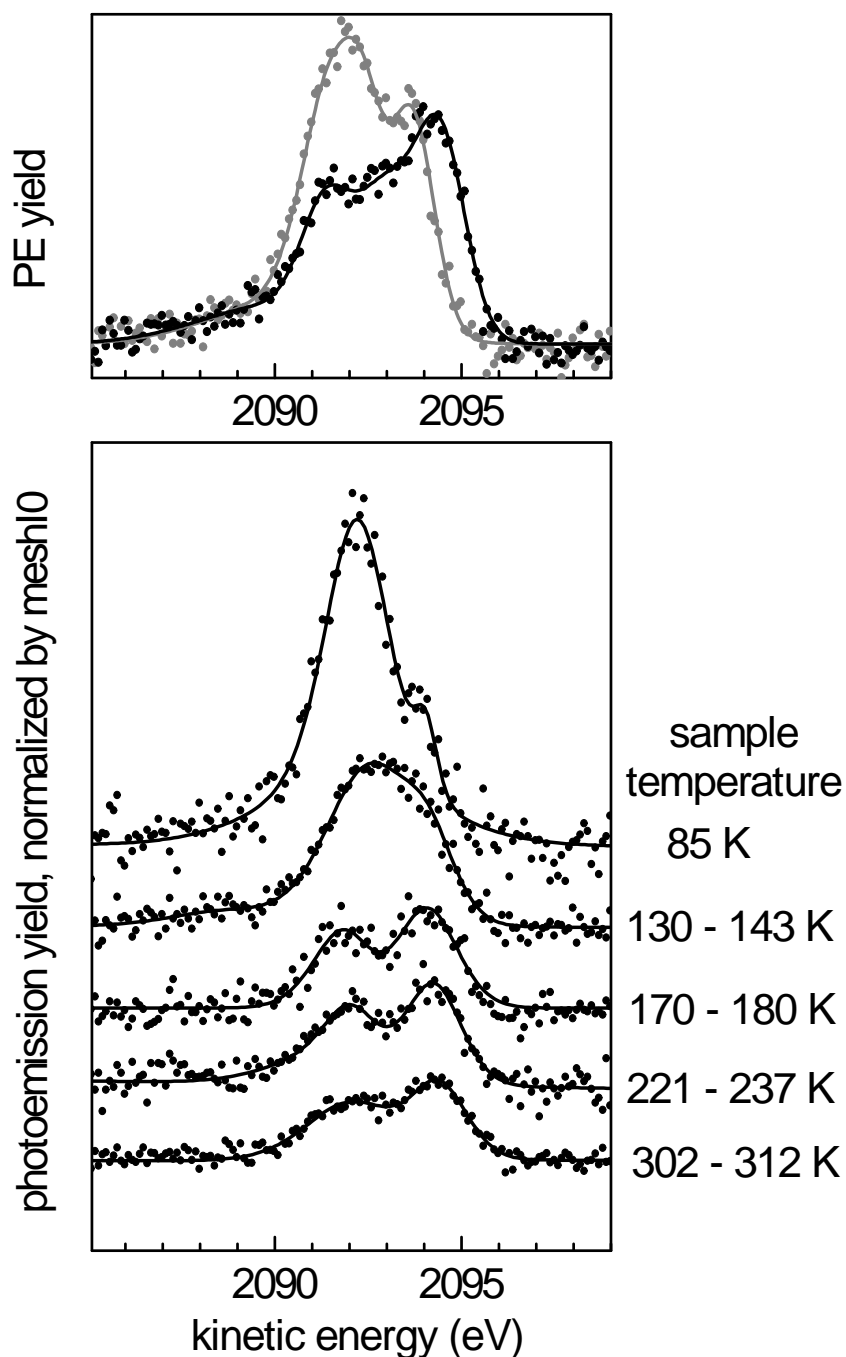 PE yield
2090 2095
photoemission yield, normalized by meshI0
sample
temperature
85 K
130 - 143 K
170 - 180 K
221 - 237 K
302 - 312 K
2090 2095
kinetic energy (eV)